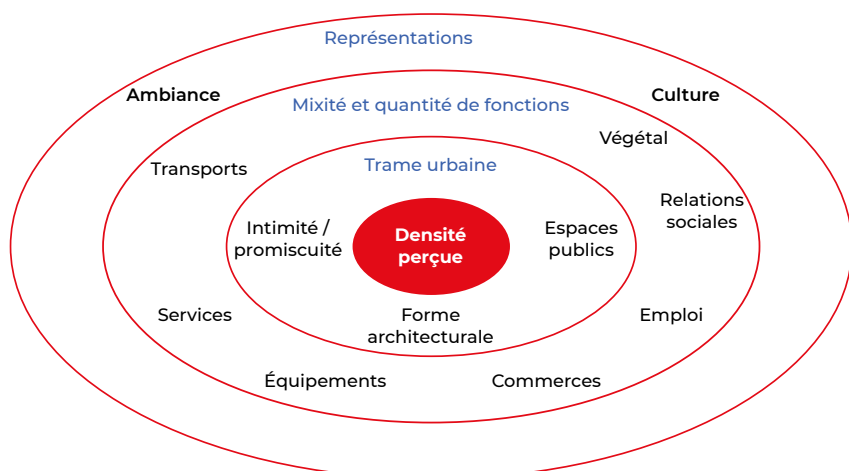 Représentations
Ambiance
Culture
Mixité et quantité de fonctions
Végétal
Transports
Trame urbaine
Relations
sociales
Intimité /
promiscuité
Densité
perçue
Espaces
publics
Services
Forme
architecturale
Emploi
Équipements
Commerces